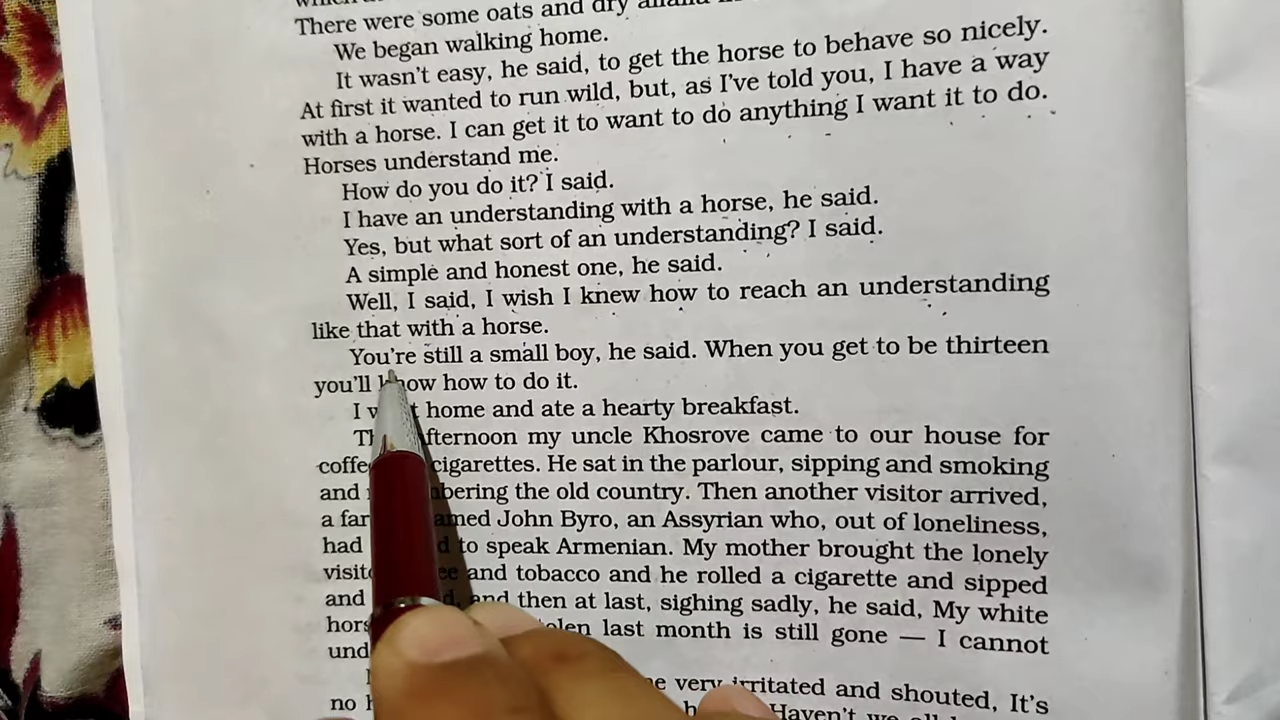 There were some oats and dry
We began walking home.
It wasn't easy, he said, to get the horse to behave so nicely.
At first it wanted to run wild, but, as I've told you, I have a way
with a horse. I can get it to want to do anything I want it to do.
Horses understand me.
How do you do it? I said.
I have an understanding with a horse, he said.
Yes, but what sort of an understanding? I said.
A simple and honest one, he said.
Well, I said, I wish I knew how to reach an understanding
like that with a horse.
You're still a small boy, he said. When you get to be thirteen
you'll know how to do it.
I home and ate a hearty breakfast.
afternoon my uncle Khosrove came to our house for
cigarettes. He sat in the parlour, sipping and smoking
and the old country. Then another visitor arrived,
a John Byro, an Assyrian who, out of loneliness,
had to speak Armenian. My mother brought the lonely
and tobacco and he rolled a cigarette and sipped
and and then at last, sighing sadly, he said, My white
last month is still gone — I cannot
very irritated and shouted, It's
no Haven't we